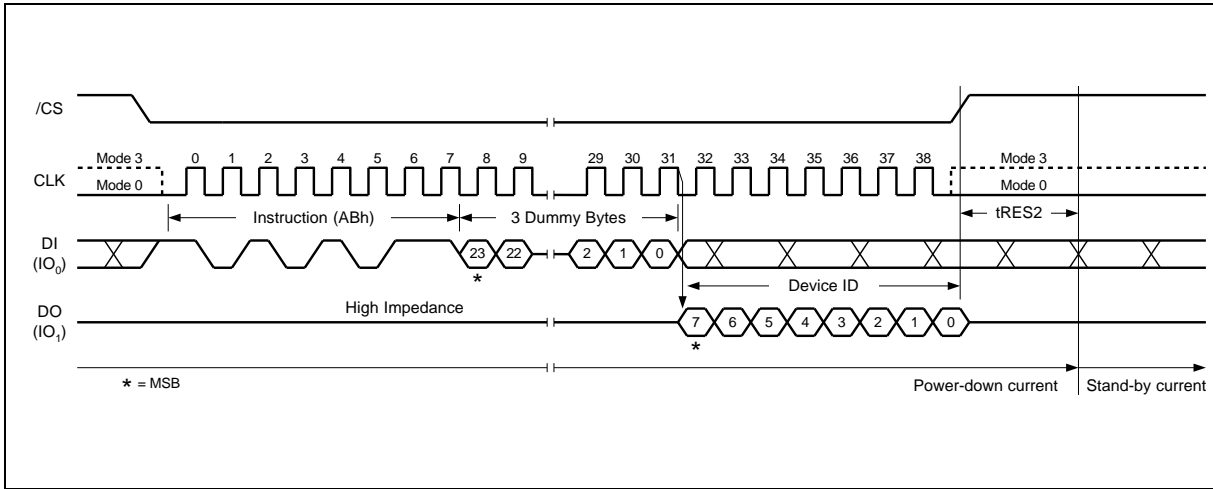 /CS
Mode 3 0 1 2 3 4 5 6 7 8 9 29 30 31 32 33 34 35 36 37 38 Mode 3
CLK Mode 0 Mode 0
Instruction (ABh) 3 Dummy Bytes tRES2
DI
(IO0) 23 22 2 1 0
*
Device ID
High Impedance
DO
(IO1) 7 6 5 4 3 2 1 0
*
* = MSB
Power-down current Stand-by current